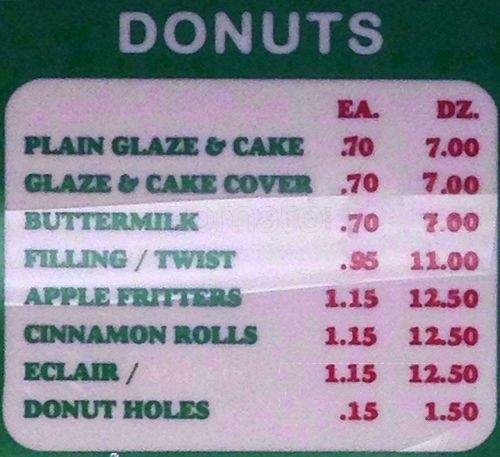 DONUTS
EA. DZ.
PLAIN GLAZE & CAKE .70 7.00
GLAZE & CAKE COVER .70 7.00
BUTTERMILK .70 7.00
FILLING / TWIST .95 11.00
APPLE FRITTERS 1.15 12.50
CINNAMON ROLLS 1.15 12.50
ECLAIR / 1.15 12.50
DONUT HOLES .15 1.50